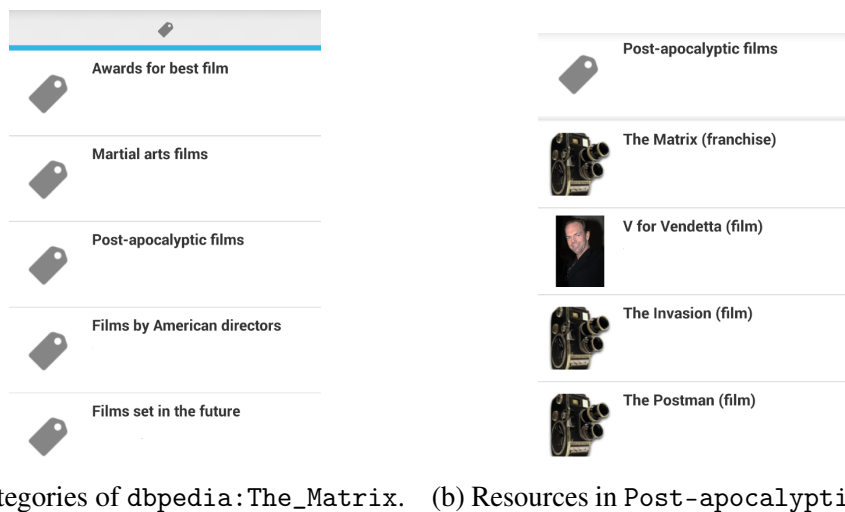 Awards for best film
Martial arts films
Post-apocalyptic films
Films by American directors
Films set in the future
Post-apocalyptic films
The Matrix (franchise)
V for Vendetta (film)
The Invasion (film)
The Postman (film)
tegories of dbpedia:The_Matrix.
(b) Resources in Post-apocalypti